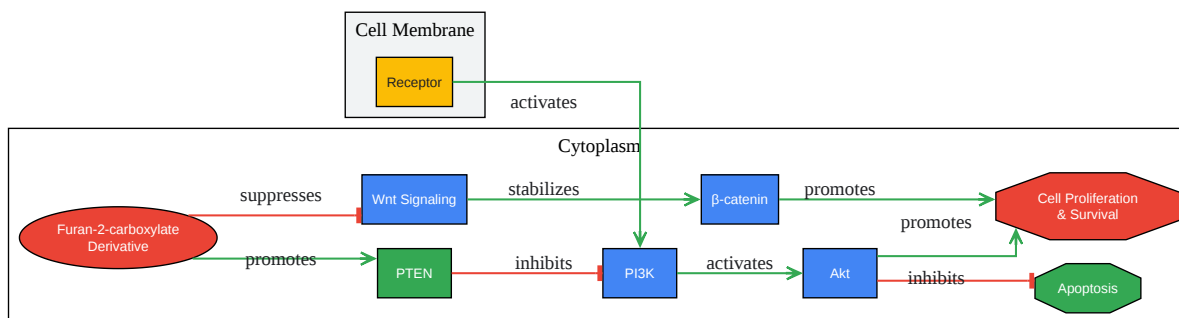 Cell Membrane
Receptor
activates
Cytoplasm
suppresses
Wnt Signaling
stabilizes
β-catenin
promotes
Cell Proliferation
& Survival
promotes
Furan-2-carboxylate
Derivative
promotes
PTEN
inhibits
PI3K
activates
Akt
inhibits
Apoptosis